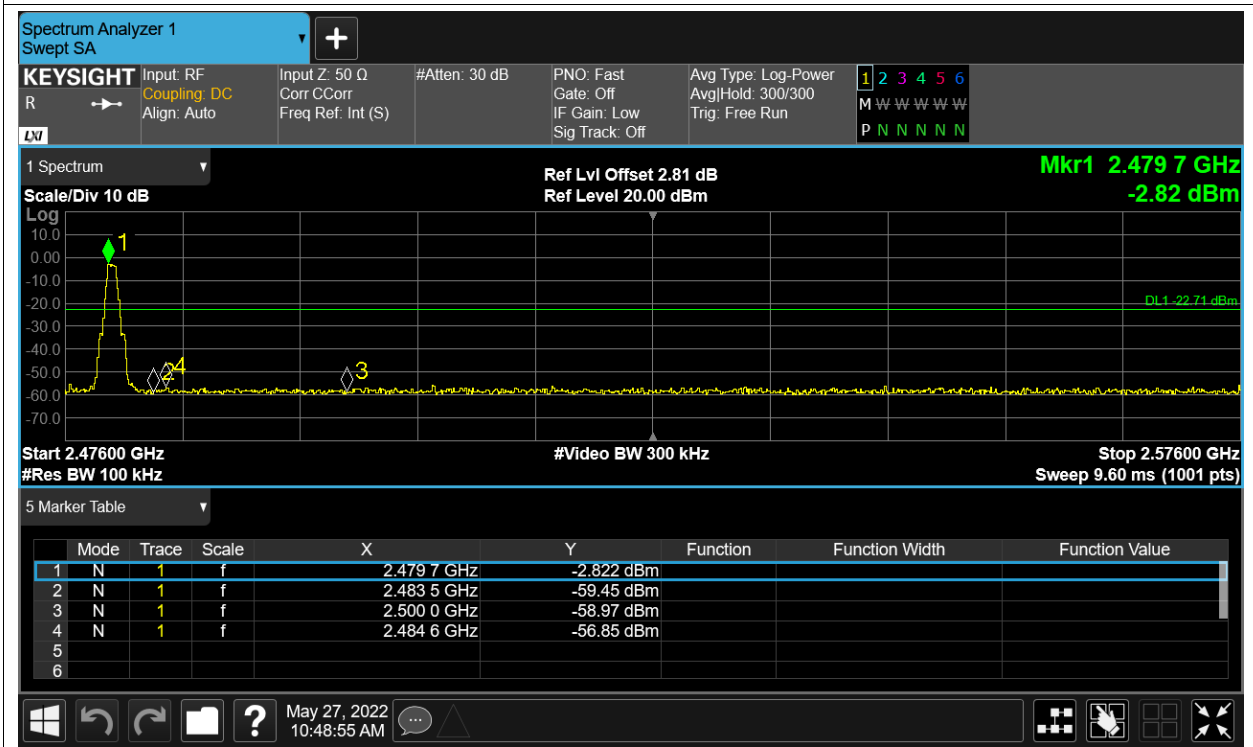 Spectrum Analyzer 1
Swept SA
KEYSIGHT
R
LXI
Input: RF
Coupling: DC
Align: Auto
Input Z: 50 Ω
Corr CCorr
Freq Ref: Int (S)
#Atten: 30 dB
PNO: Fast
Gate: Off
IF Gain: Low
Sig Track: Off
Avg Type: Log-Power
Avg|Hold: 300/300
Trig: Free Run
1 2 3 4 5 6
M W W W W W
P N N N N N
1 Spectrum
Scale/Div 10 dB
Ref Lvl Offset 2.81 dB
Ref Level 20.00 dBm
Mkr1 2.479 7 GHz
-2.82 dBm
Log
10.0
0.00
-10.0
-20.0
-30.0
-40.0
-50.0
-60.0
-70.0
1
2
4
3
DL1 -22.71 dBm
Start 2.47600 GHz
#Video BW 300 kHz
Stop 2.57600 GHz
#Res BW 100 kHz
Sweep 9.60 ms (1001 pts)
5 Marker Table
Mode Trace Scale X Y Function Function Width Function Value
1 N 1 f 2.479 7 GHz -2.822 dBm
2 N 1 f 2.483 5 GHz -59.45 dBm
3 N 1 f 2.500 0 GHz -58.97 dBm
4 N 1 f 2.484 6 GHz -56.85 dBm
5
6
?
May 27, 2022
10:48:55 AM